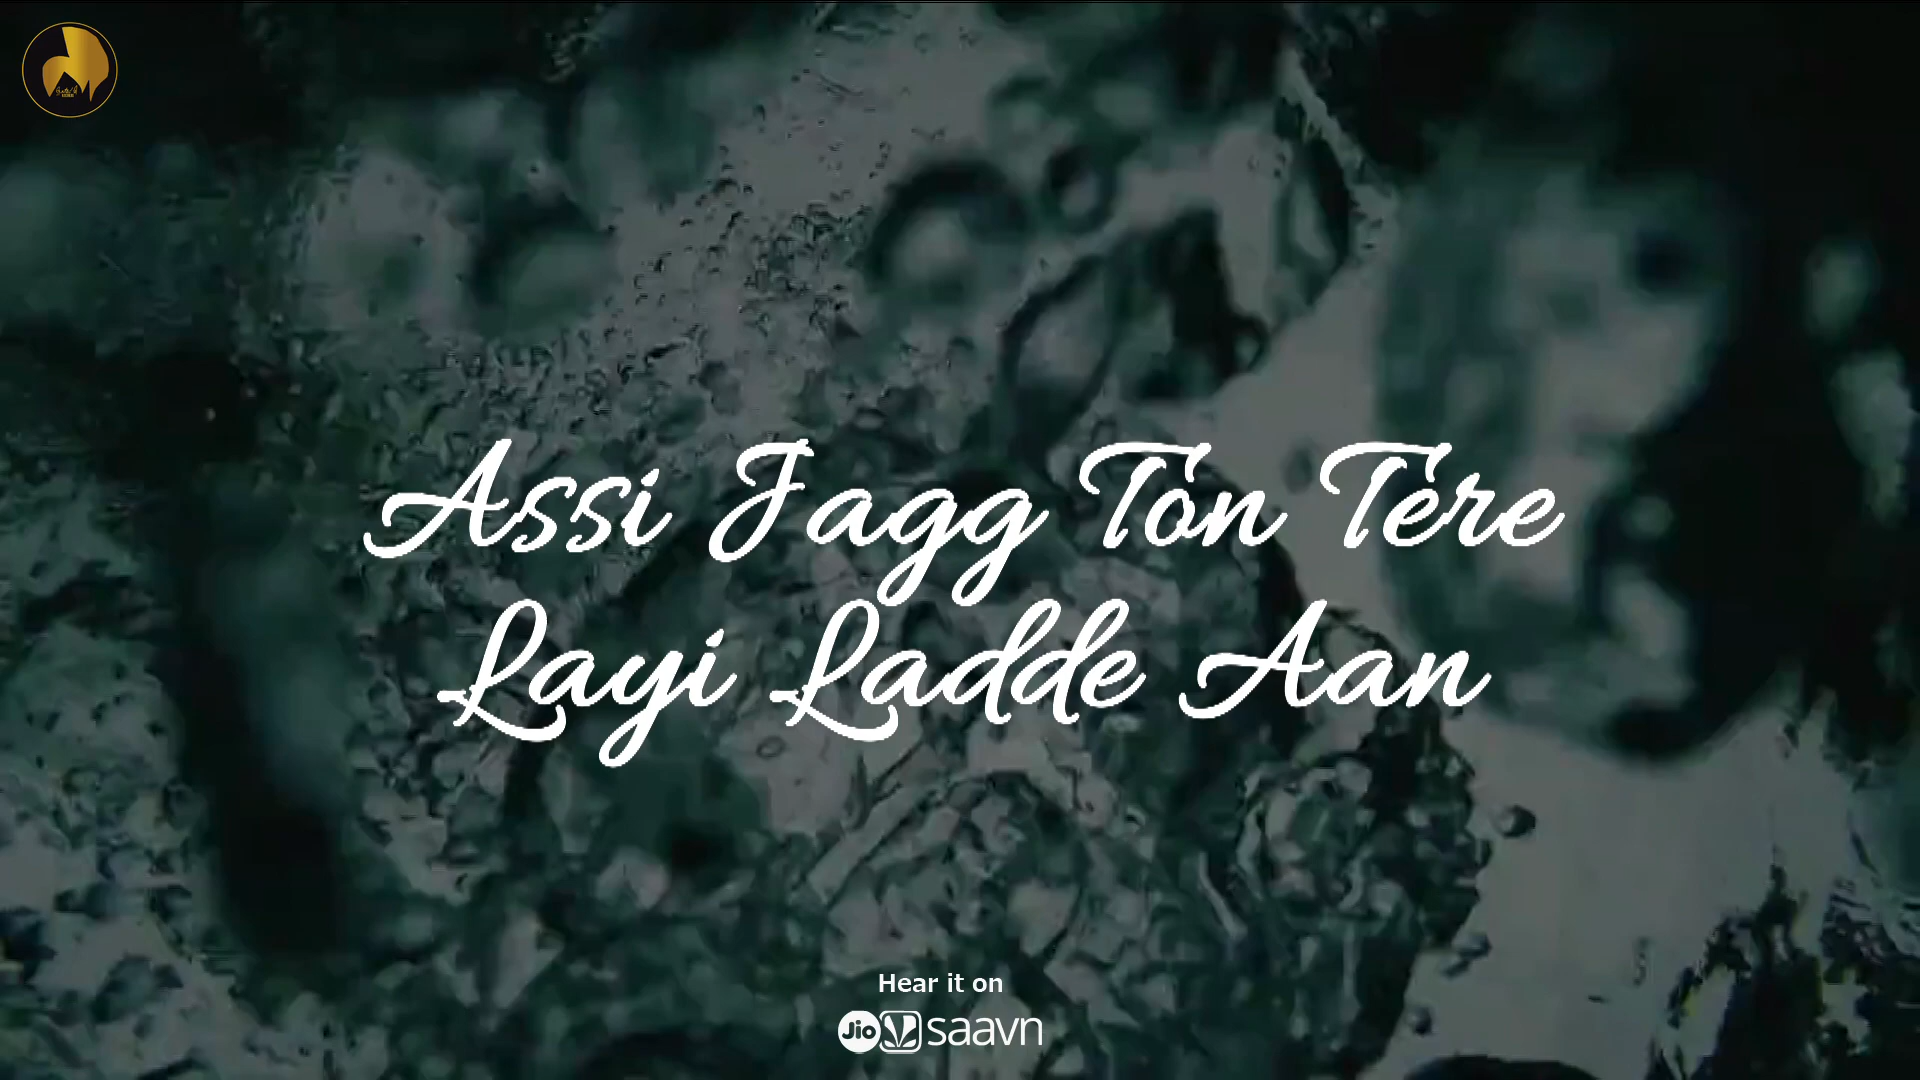 Assi Jagg Ton Tere
Layi Ladde Aan
Hear it on
Jio saavn